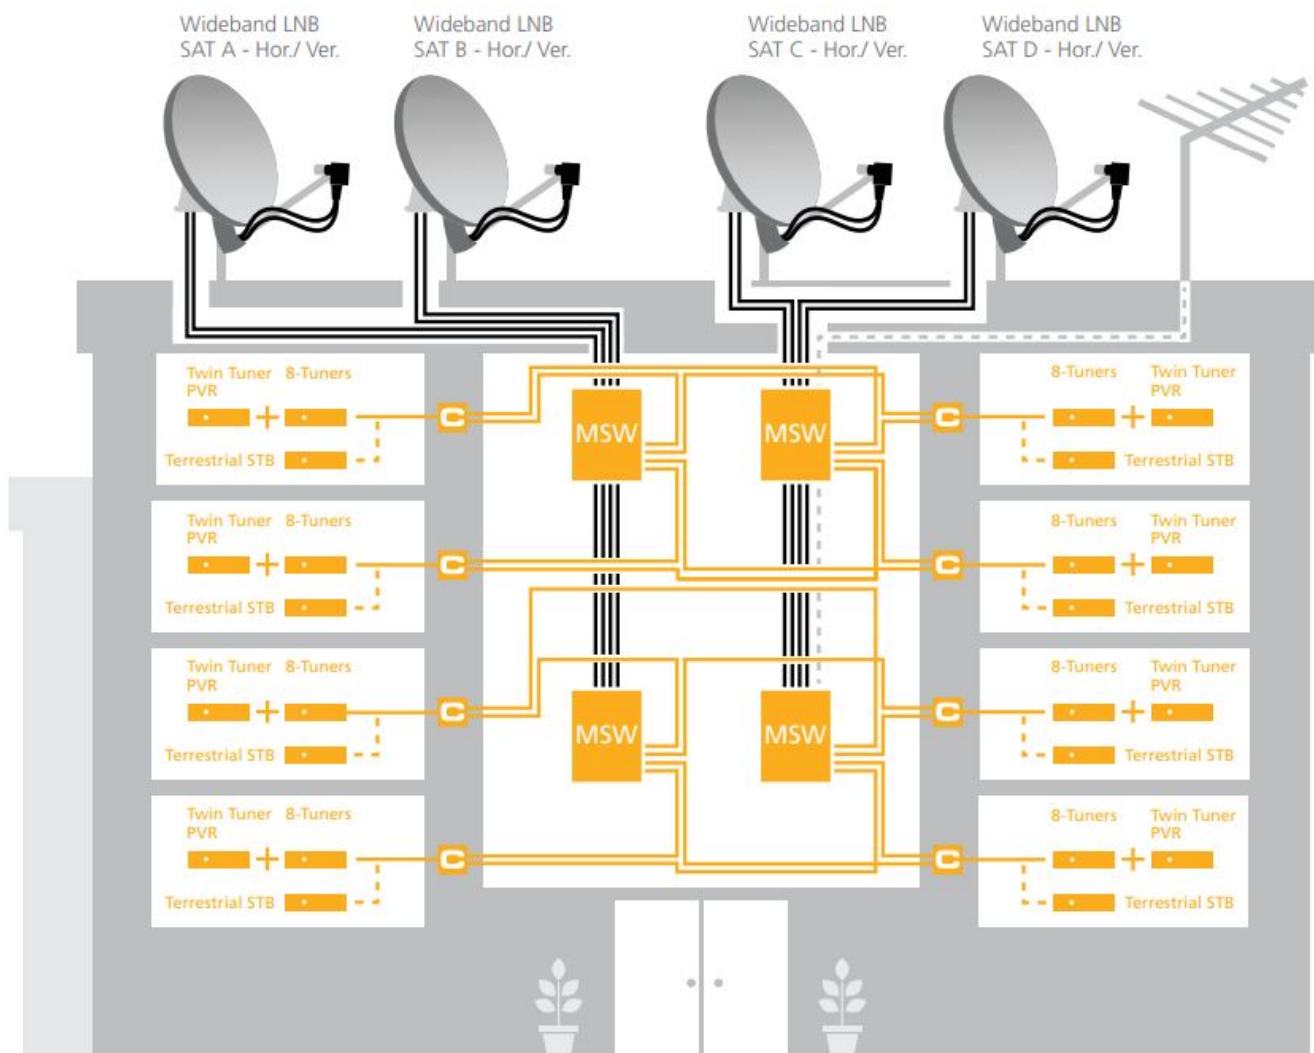 Wideband LNB
SAT A - Hor./ Ver.
Wideband LNB
SAT B - Hor./ Ver.
Wideband LNB
SAT C - Hor./ Ver.
Wideband LNB
SAT D - Hor./ Ver.
Twin Tuner
PVR
8-Tuners
Terrestrial STB
C
MSW
MSW
C
8-Tuners
Twin Tuner
PVR
Terrestrial STB
Twin Tuner
PVR
8-Tuners
Terrestrial STB
C
C
8-Tuners
Twin Tuner
PVR
Terrestrial STB
Twin Tuner
PVR
8-Tuners
Terrestrial STB
C
MSW
MSW
C
8-Tuners
Twin Tuner
PVR
Terrestrial STB
Twin Tuner
PVR
8-Tuners
Terrestrial STB
C
C
8-Tuners
Twin Tuner
PVR
Terrestrial STB